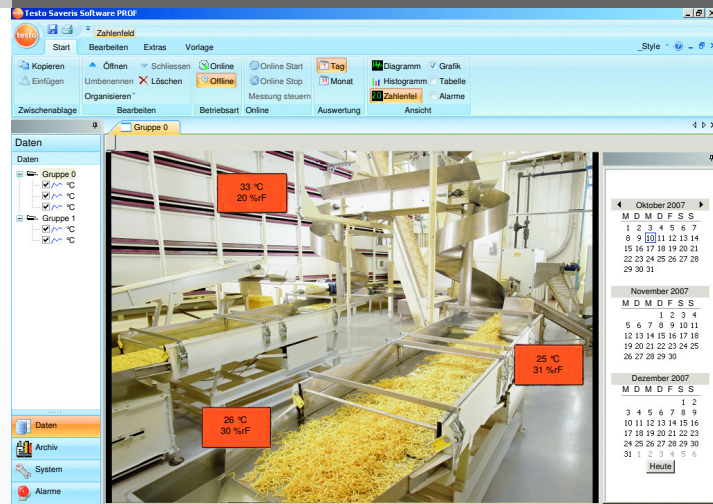 Testo Saveris Software PROF
testo
Zahlenfeld
Start Bearbeiten Extras Vorlage _Style
Kopieren Öffnen Schliessen Online Online Start Tag Diagramm Grafik
Einfügen Umbenennen Löschen Offline Online Stop Monat Histogramm Tabelle
Organisieren Messung steuern Zahlenfel Alarme
Zwischenablage Bearbeiten Betriebsart Online Auswertung Ansicht
Gruppe 0
Daten
Daten
Gruppe 0
°C
°C
°C
Gruppe 1
°C
°C
33 °C
20 %rF
25 °C
31 %rF
26 °C
30 %rF
Oktober 2007
M D M D F S S
1 2 3 4 5 6 7
8 9 10 11 12 13 14
15 16 17 18 19 20 21
22 23 24 25 26 27 28
29 30 31
November 2007
M D M D F S S
1 2 3 4
5 6 7 8 9 10 11
12 13 14 15 16 17 18
19 20 21 22 23 24 25
26 27 28 29 30
Dezember 2007
M D M D F S S
1 2
3 4 5 6 7 8 9
10 11 12 13 14 15 16
17 18 19 20 21 22 23
24 25 26 27 28 29 30
31 1 2 3 4 5 6
Heute
Daten
Archiv
System
Alarme